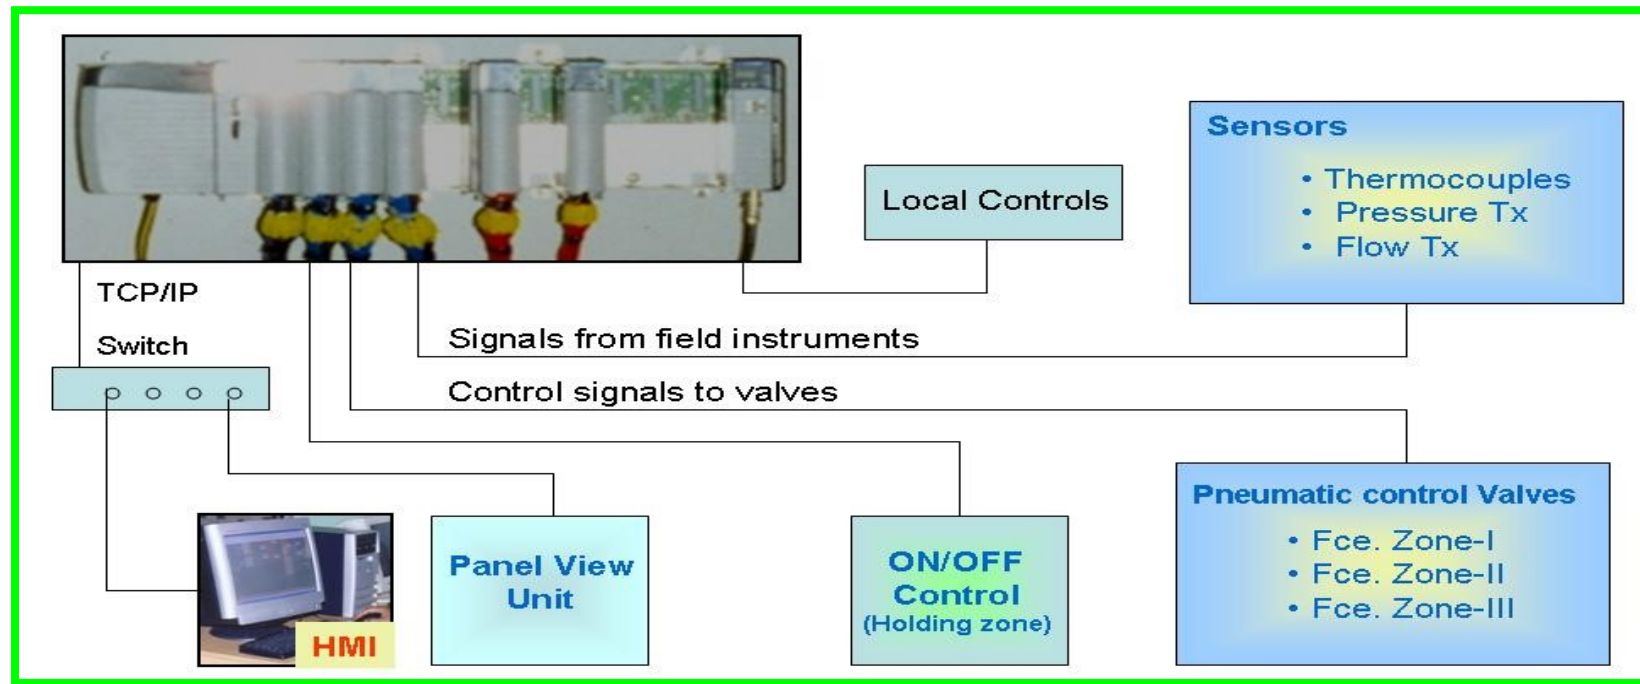 Local Controls
Sensors
• Thermocouples
• Pressure Tx
• Flow Tx
TCP/IP
Switch
Signals from field instruments
Control signals to valves
HMI
Panel View
Unit
ON/OFF
Control
(Holding zone)
Pneumatic control Valves
• Fce. Zone-I
• Fce. Zone-II
• Fce. Zone-III